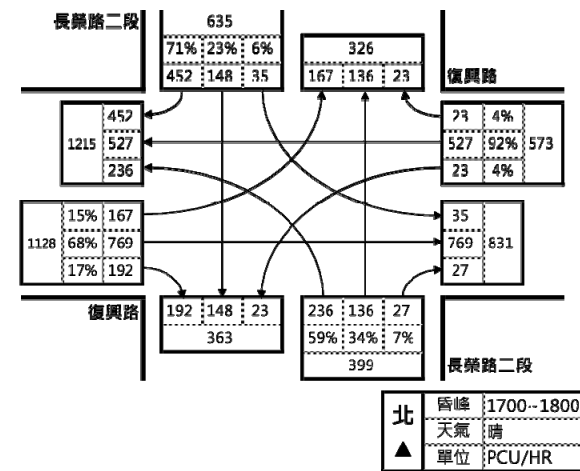 長榮路二段
635
71% 23% 6%
452 148 35
326
167 136 23
復興路
452
1215 527
236
23 4%
527 92% 573
23 4%
15% 167
1128 68% 769
17% 192
35
769 831
27
復興路
192 148 23
363
236 136 27
59% 34% 7%
399
長榮路二段
北
▲
昏峰 1700--1800
天氣 晴
單位 PCU/HR